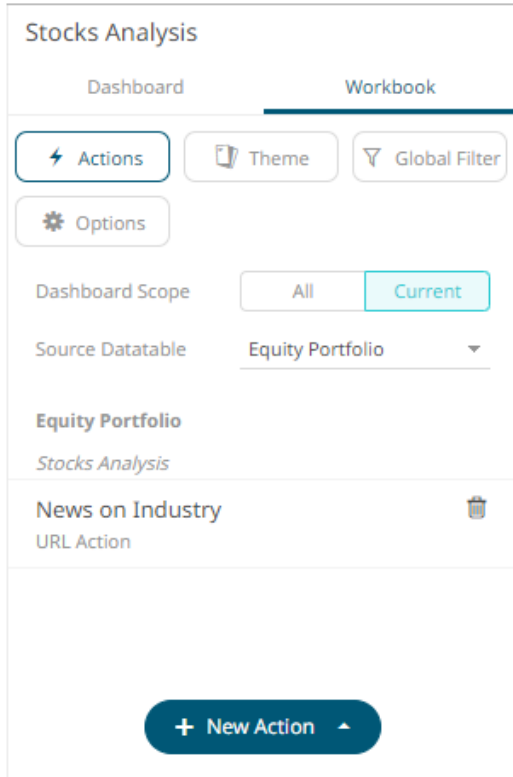 Stocks Analysis
Dashboard Workbook
Actions Theme Global Filter
Options
Dashboard Scope All Current
Source Datatable Equity Portfolio
Equity Portfolio
Stocks Analysis
News on Industry
URL Action
+ New Action